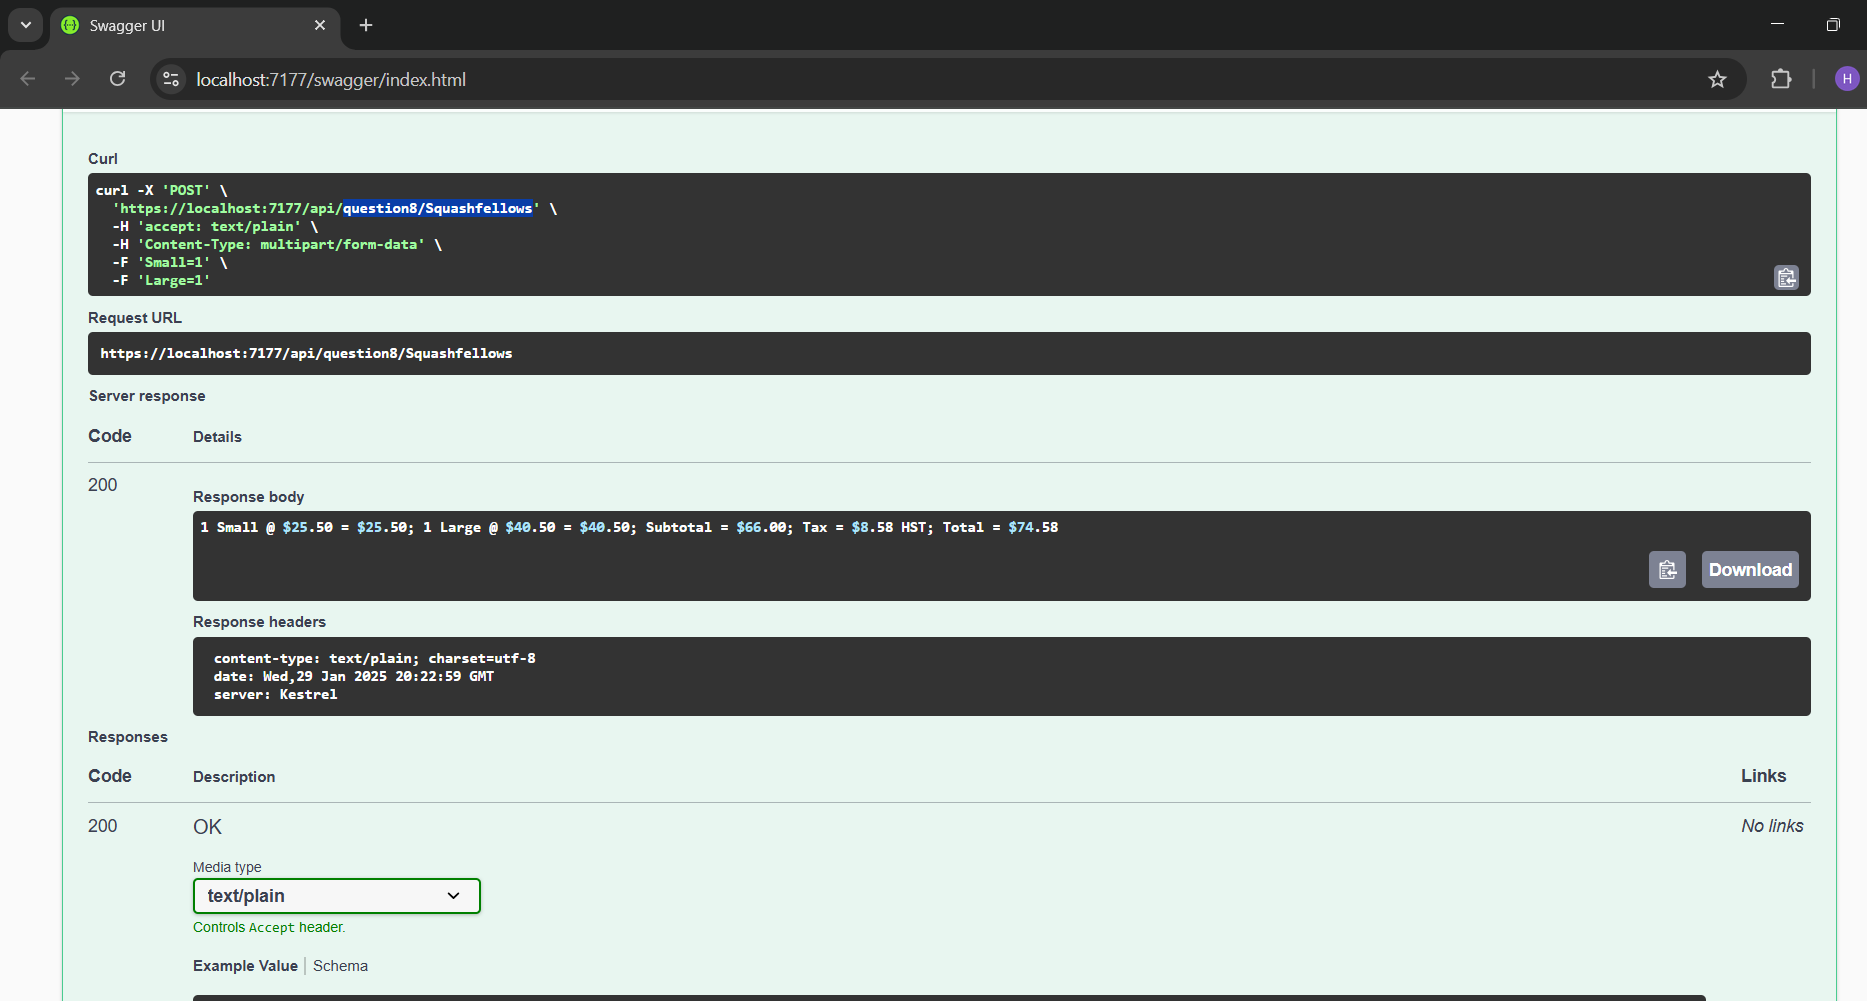 Swagger UI
localhost:7177/swagger/index.html
H
Curl
curl -X 'POST' \
'https://localhost:7177/api/question8/Squashfellows' \
-H 'accept: text/plain' \
-H 'Content-Type: multipart/form-data' \
-F 'Small=1' \
-F 'Large=1'
Request URL
https://localhost:7177/api/question8/Squashfellows
Server response
Code Details
200
Response body
1 Small @ $25.50 = $25.50; 1 Large @ $40.50 = $40.50; Subtotal = $66.00; Tax = $8.58 HST; Total = $74.58
Download
Response headers
content-type: text/plain; charset=utf-8
date: Wed,29 Jan 2025 20:22:59 GMT
server: Kestrel
Responses
Code Description Links
200 OK No links
Media type
text/plain
Controls Accept header.
Example Value Schema